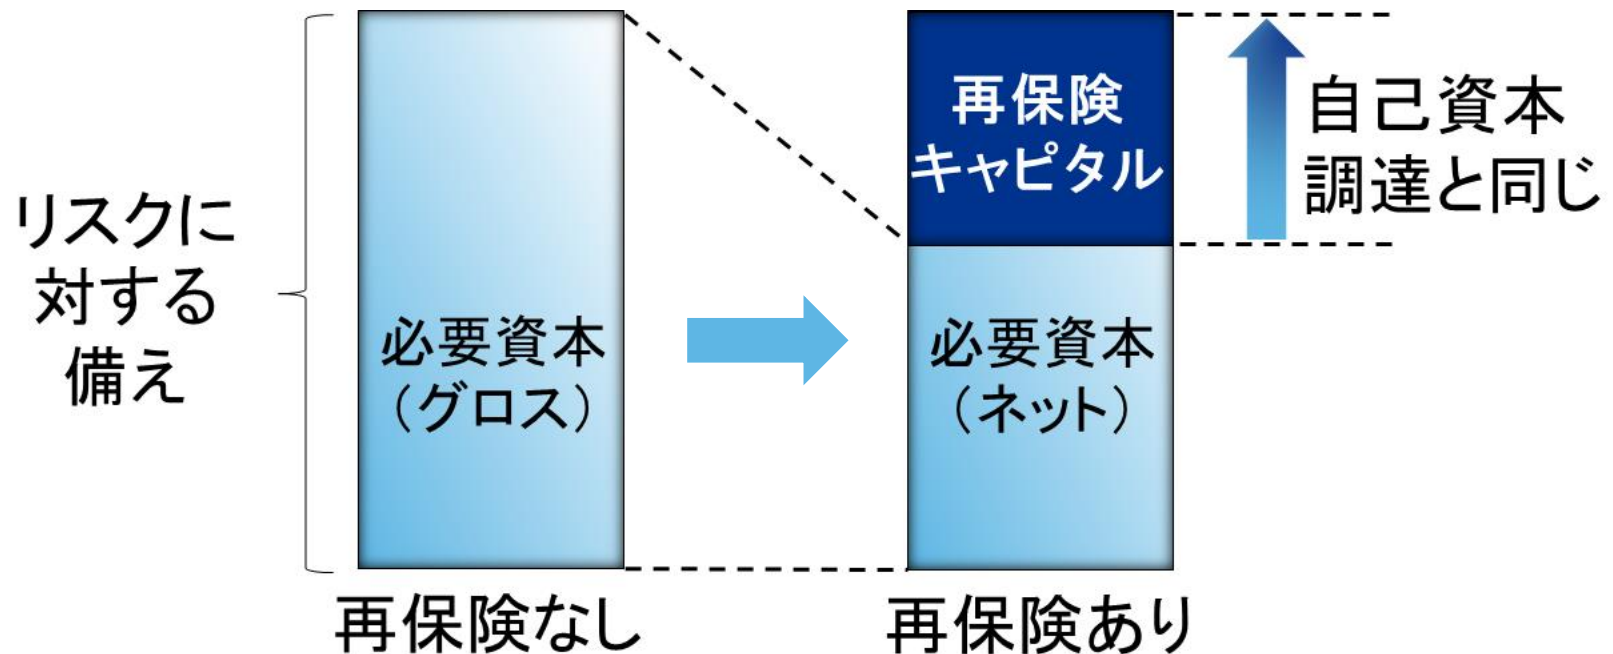 リスクに
対する
備え
必要資本
（グロス）
再保険なし
再保険
キャピタル
必要資本
（ネット）
再保険あり
自己資本
調達と同じ